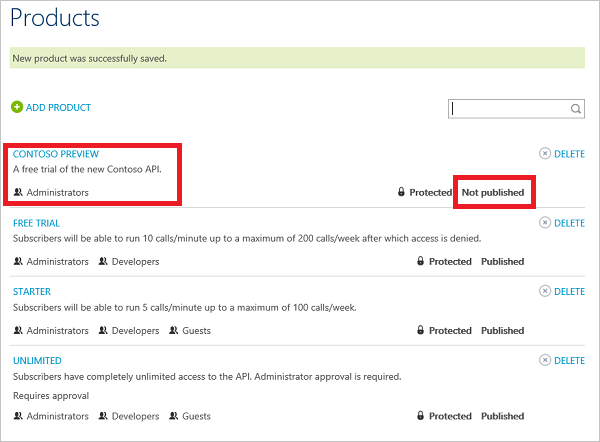 Products
New product was successfully saved.
ADD PRODUCT
CONTOSO PREVIEW DELETE
A free trial of the new Contoso API.
Administrators Protected Not published
FREE TRIAL DELETE
Subscribers will be able to run 10 calls/minute up to a maximum of 200 calls/week after which access is denied.
Administrators Developers Protected Published
STARTER DELETE
Subscribers will be able to run 5 calls/minute up to a maximum of 100 calls/week.
Administrators Developers Guests Protected Published
UNLIMITED DELETE
Subscribers have completely unlimited access to the API. Administrator approval is required.
Requires approval
Administrators Developers Guests Protected Published